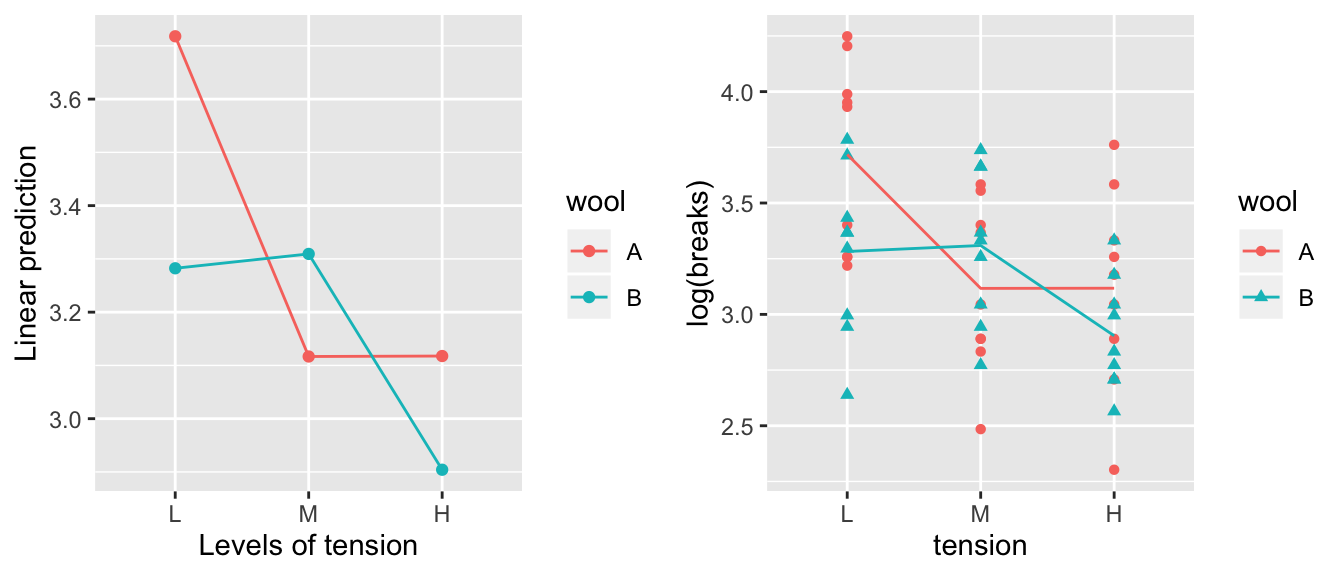 Linear prediction
3.6
3.4
3.2
3.0
L M H
Levels of tension
wool
A
B
log(breaks)
4.0
3.5
3.0
2.5
L M H
tension
wool
A
B